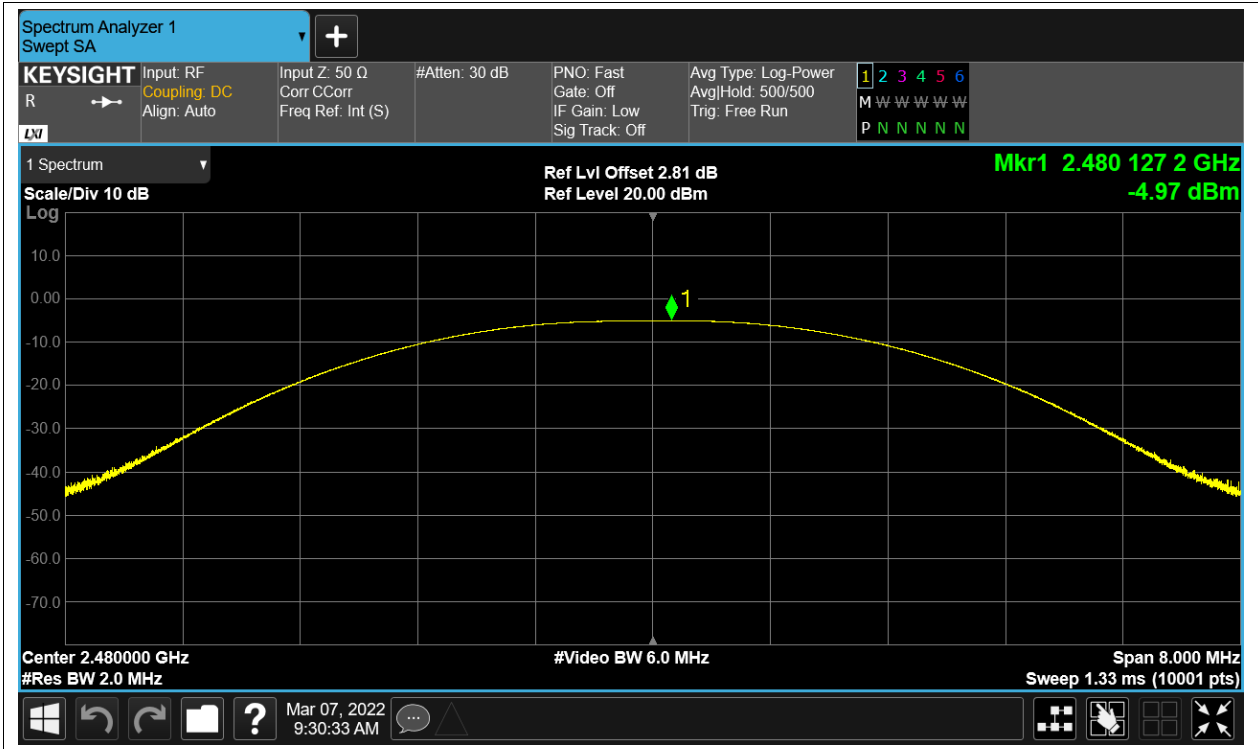 Spectrum Analyzer 1
Swept SA
KEYSIGHT
R
LXI
Input: RF
Coupling: DC
Align: Auto
Input Z: 50 Ω
Corr CCorr
Freq Ref: Int (S)
#Atten: 30 dB
PNO: Fast
Gate: Off
IF Gain: Low
Sig Track: Off
Avg Type: Log-Power
Avg|Hold: 500/500
Trig: Free Run
1 2 3 4 5 6
M W W W W W
P N N N N N
1 Spectrum
Scale/Div 10 dB
Log
Ref Lvl Offset 2.81 dB
Ref Level 20.00 dBm
Mkr1 2.480 127 2 GHz
-4.97 dBm
10.0
0.00
1
-10.0
-20.0
-30.0
-40.0
-50.0
-60.0
-70.0
Center 2.480000 GHz
#Video BW 6.0 MHz
Span 8.000 MHz
#Res BW 2.0 MHz
Sweep 1.33 ms (10001 pts)
?
Mar 07, 2022
9:30:33 AM